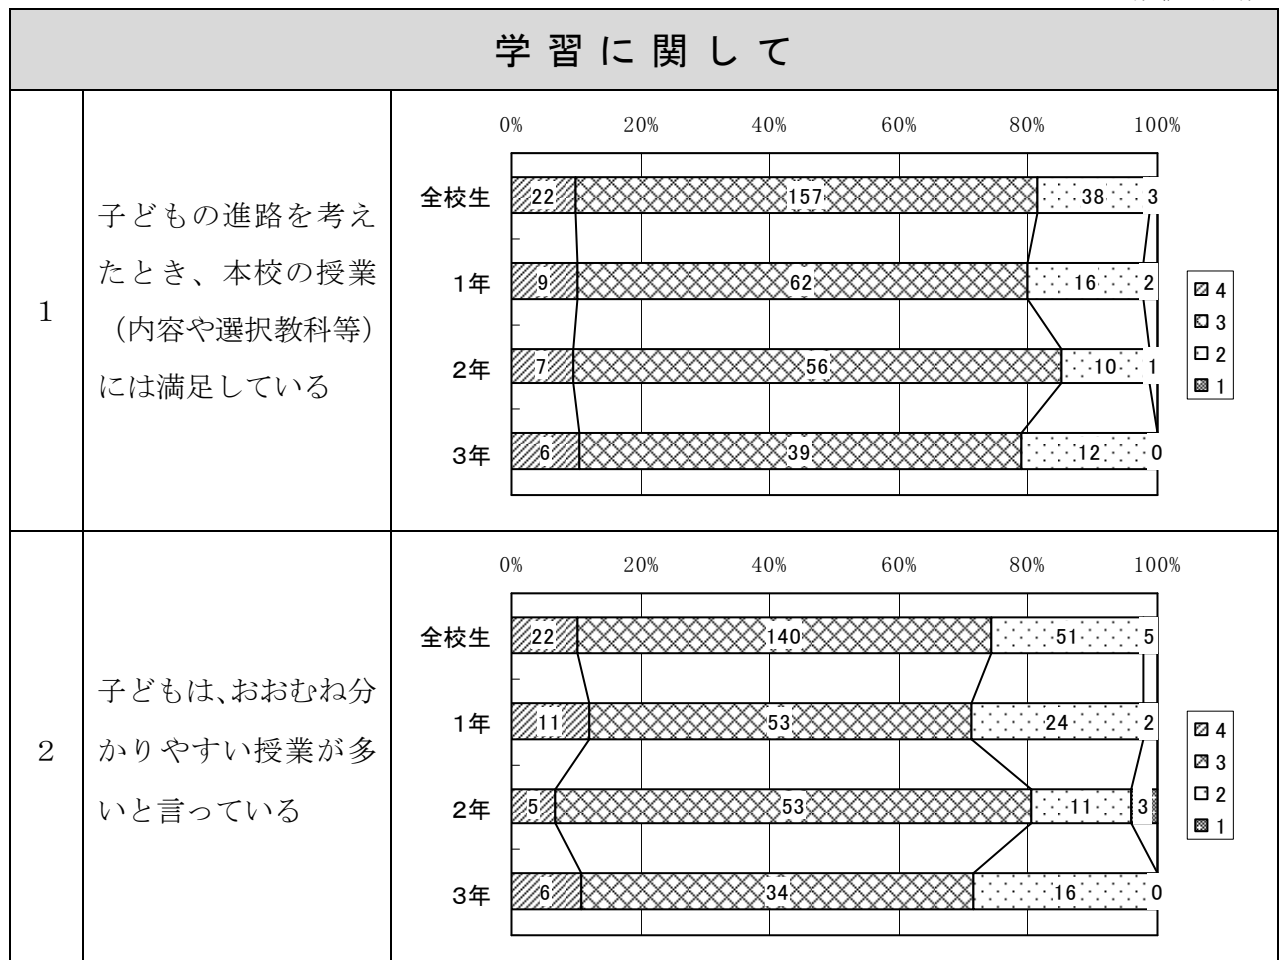 学習に関して
1
子どもの進路を考え
たとき、本校の授業
（内容や選択教科等）
には満足している
0% 20% 40% 60% 80% 100%
全校生 22 157 38 3
1年 9 62 16 2
2年 7 56 10 1
3年 6 39 12 0
4
3
2
1
2
子どもは、おおむね分
かりやすい授業が多
いと言っている
0% 20% 40% 60% 80% 100%
全校生 22 140 51 5
1年 11 53 24 2
2年 5 53 11 3
3年 6 34 16 0
4
3
2
1